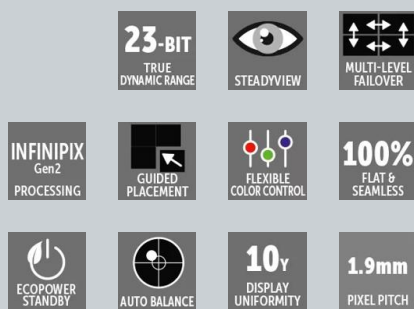 23-BIT
TRUE
DYNAMIC RANGE
STEADYVIEW
MULTI-LEVEL
FAILOVER
INFINIPIX
Gen2
PROCESSING
GUIDED
PLACEMENT
FLEXIBLE
COLOR CONTROL
100%
FLAT &
SEAMLESS
ECOPOWER
STANDBY
AUTO BALANCE
10Y
DISPLAY
UNIFORMITY
1.9mm
PIXEL PITCH